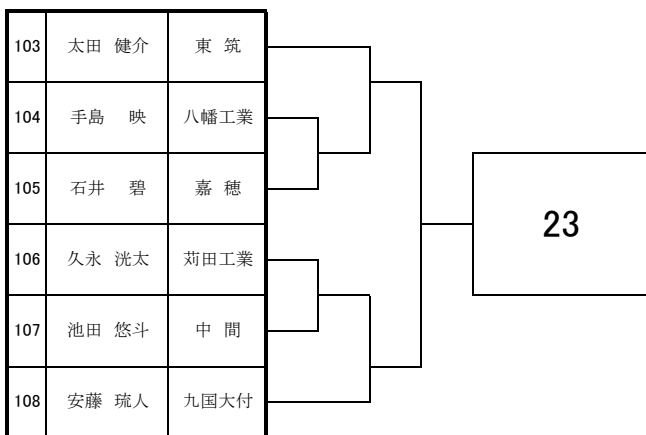 103 太田 健介 東 筑
104 手島 映 八幡工業
105 石井 碧 嘉 穂
106 久永 洸太 苅田工業
107 池田 悠斗 中 間
108 安藤 琉人 九国大付
23